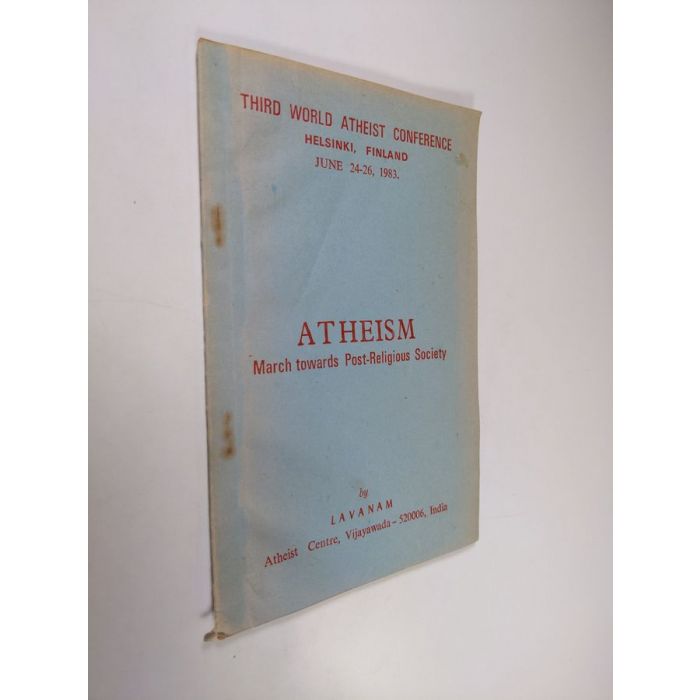 THIRD WORLD ATHEIST CONFERENCE
HELSINKI, FINLAND
JUNE 24-26, 1983.
ATHEISM
March towards Post-Religious Society
by
LAVANAM
Atheist Centre, Vijayawada - 520006, India